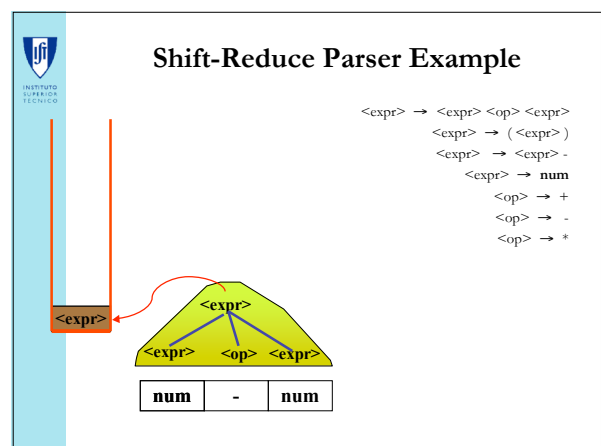 INSTITUTO
SUPERIOR
TECNICO
Shift-Reduce Parser Example
<expr> → <expr> <op> <expr>
<expr> → ( <expr> )
<expr> → <expr> -
<expr> → num
<op> → +
<op> → -
<op> → *
<expr>
<expr>
<expr> <op> <expr>
num - num